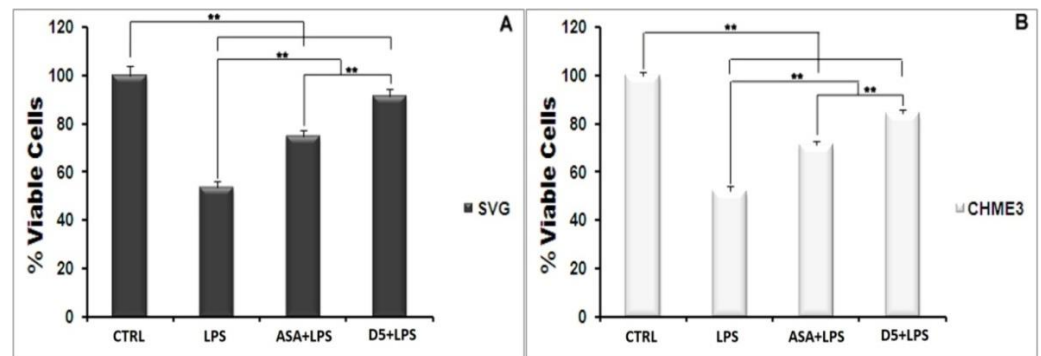 A
% Viable Cells
120
100
80
60
40
20
0
**
**
**
CTRL
LPS
ASA+LPS
D5+LPS
SVG
B
% Viable Cells
120
100
80
60
40
20
0
**
**
**
CTRL
LPS
ASA+LPS
D5+LPS
CHME3